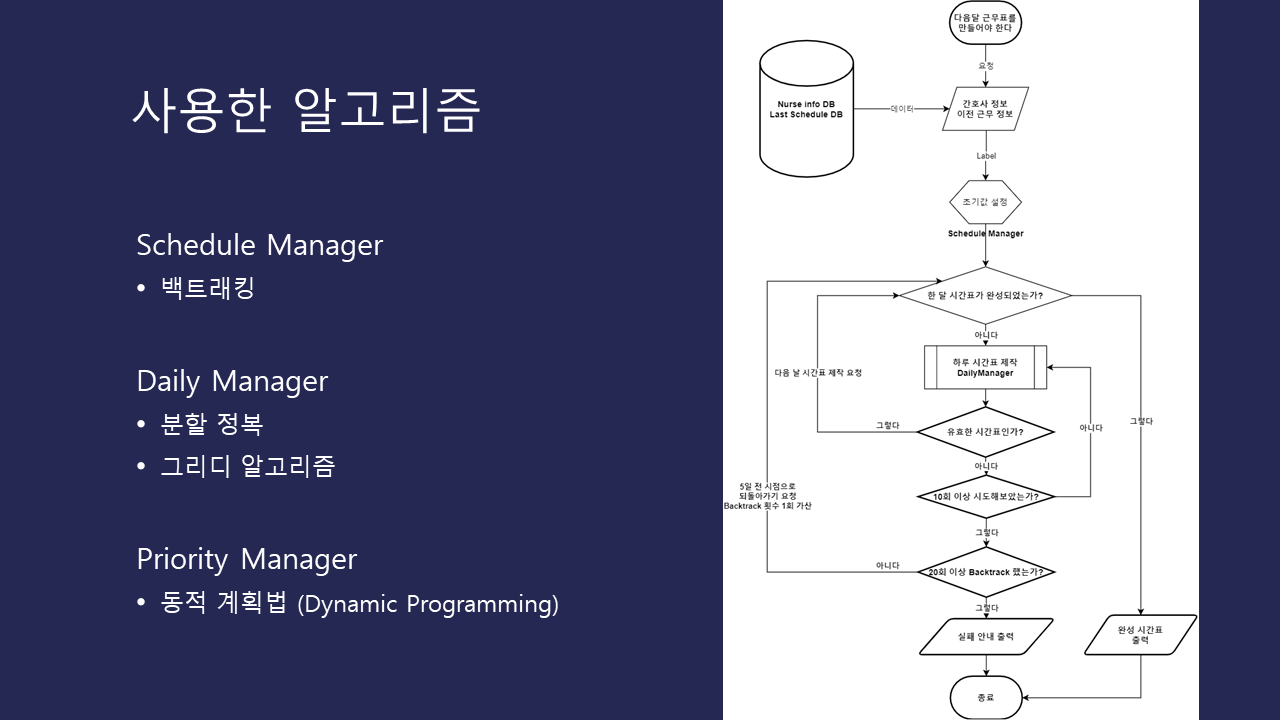 사용한 알고리즘
Schedule Manager
• 백트래킹
Daily Manager
• 분할 정복
• 그리디 알고리즘
Priority Manager
• 동적 계획법 (Dynamic Programming)
다음달 근무표를
만들어야 한다
요청
Nurse info DB
Last Schedule DB
데이터
간호사 정보
이전 근무 정보
Label
초기값 설정
Schedule Manager
한 달 시간표가 완성되었는가?
아니다
하루 시간표 제작
DailyManager
다음 날 시간표 제작 요청
그렇다
유효한 시간표인가?
아니다
그렇다
아니다
10회 이상 시도해보았는가?
5일 전 시점으로
되돌아가기 요청
Backtrack 횟수 1회 가산
그렇다
아니다
20회 이상 Backtrack 했는가?
그렇다
실패 안내 출력
완성 시간표
출력
종료